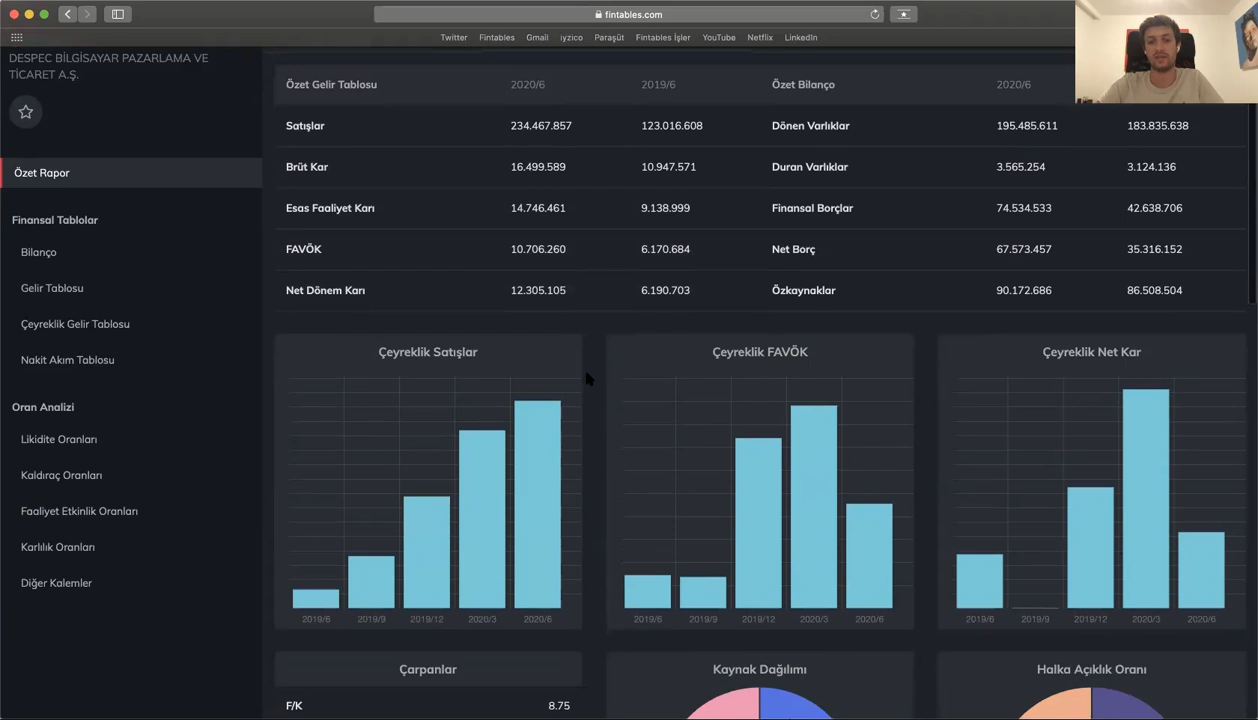 fintables.com
Twitter Fintables Gmail iyzico Paraşüt Fintables İşler YouTube Netflix LinkedIn
DESPEC BİLGİSAYAR PAZARLAMA VE
TİCARET A.Ş.
Özet Rapor
Finansal Tablolar
Bilanço
Gelir Tablosu
Çeyreklik Gelir Tablosu
Nakit Akım Tablosu
Oran Analizi
Likidite Oranları
Kaldıraç Oranları
Faaliyet Etkinlik Oranları
Karlılık Oranları
Diğer Kalemler
Özet Gelir Tablosu 2020/6 2019/6
Satışlar 234.467.857 123.016.608
Brüt Kar 16.499.589 10.947.571
Esas Faaliyet Karı 14.746.461 9.138.999
FAVÖK 10.706.260 6.170.684
Net Dönem Karı 12.305.105 6.190.703
Özet Bilanço 2020/6
Dönen Varlıklar 195.485.611 183.835.638
Duran Varlıklar 3.565.254 3.124.136
Finansal Borçlar 74.534.533 42.638.706
Net Borç 67.573.457 35.316.152
Özkaynaklar 90.172.686 86.508.504
Çeyreklik Satışlar
2019/6 2019/9 2019/12 2020/3 2020/6
Çeyreklik FAVÖK
2019/6 2019/9 2019/12 2020/3 2020/6
Çeyreklik Net Kar
2019/6 2019/9 2019/12 2020/3 2020/6
Çarpanlar
F/K 8.75
Kaynak Dağılımı
Halka Açıklık Oranı